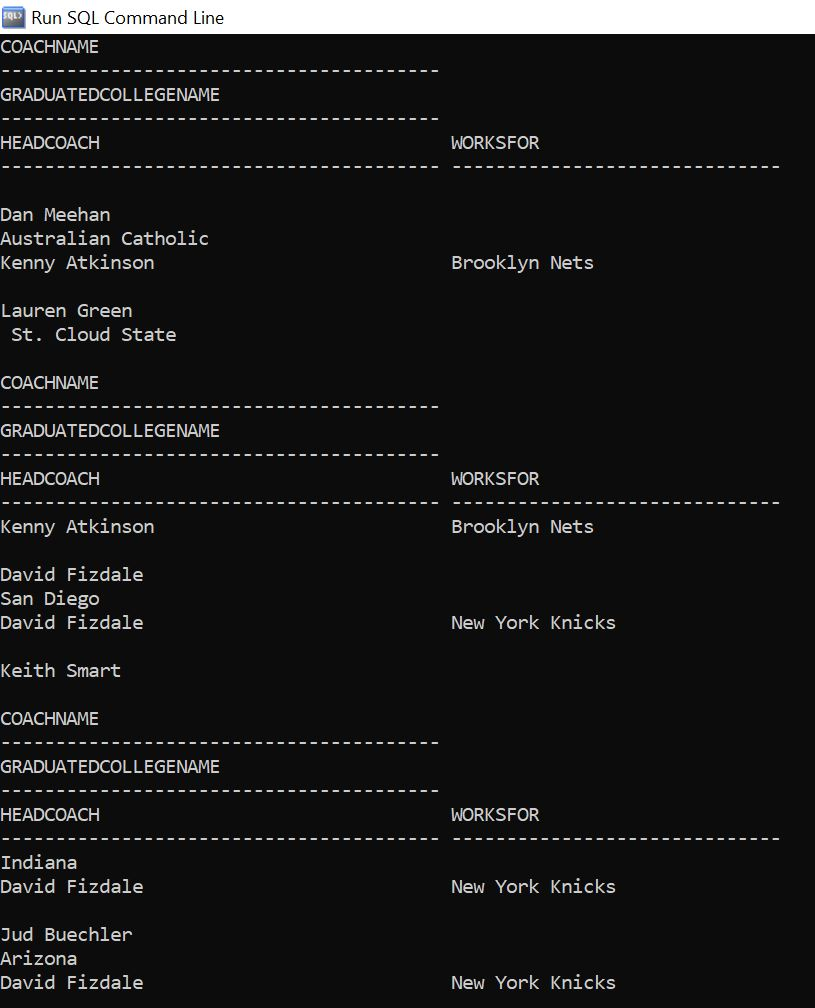 SQL>
Run SQL Command Line
COACHNAME
----------------------------------------
GRADUATEDCOLLEGENAME
----------------------------------------
HEADCOACH                                WORKSFOR
---------------------------------------- ------------------------------

Dan Meehan
Australian Catholic
Kenny Atkinson                           Brooklyn Nets

Lauren Green
 St. Cloud State

COACHNAME
----------------------------------------
GRADUATEDCOLLEGENAME
----------------------------------------
HEADCOACH                                WORKSFOR
---------------------------------------- ------------------------------
Kenny Atkinson                           Brooklyn Nets

David Fizdale
San Diego
David Fizdale                            New York Knicks

Keith Smart

COACHNAME
----------------------------------------
GRADUATEDCOLLEGENAME
----------------------------------------
HEADCOACH                                WORKSFOR
---------------------------------------- ------------------------------
Indiana
David Fizdale                            New York Knicks

Jud Buechler
Arizona
David Fizdale                            New York Knicks